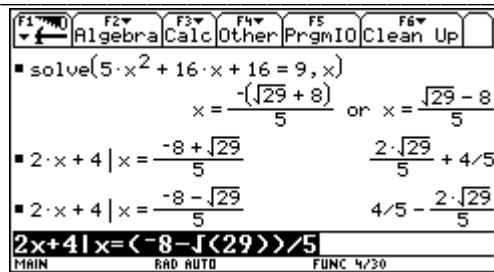 F1 F2 F3 F4 F5 F6
Algebra Calc Other PrgmIO Clean Up
▪ solve(5·x² + 16·x + 16 = 9, x)
x = -(√29 + 8)/5 or x = (√29 - 8)/5
▪ 2·x + 4 | x = (-8 + √29)/5 2·√29/5 + 4/5
▪ 2·x + 4 | x = (-8 - √29)/5 4/5 - 2·√29/5
2x+4| x=(-8-√(29))/5
MAIN RAD AUTO FUNC 4/30